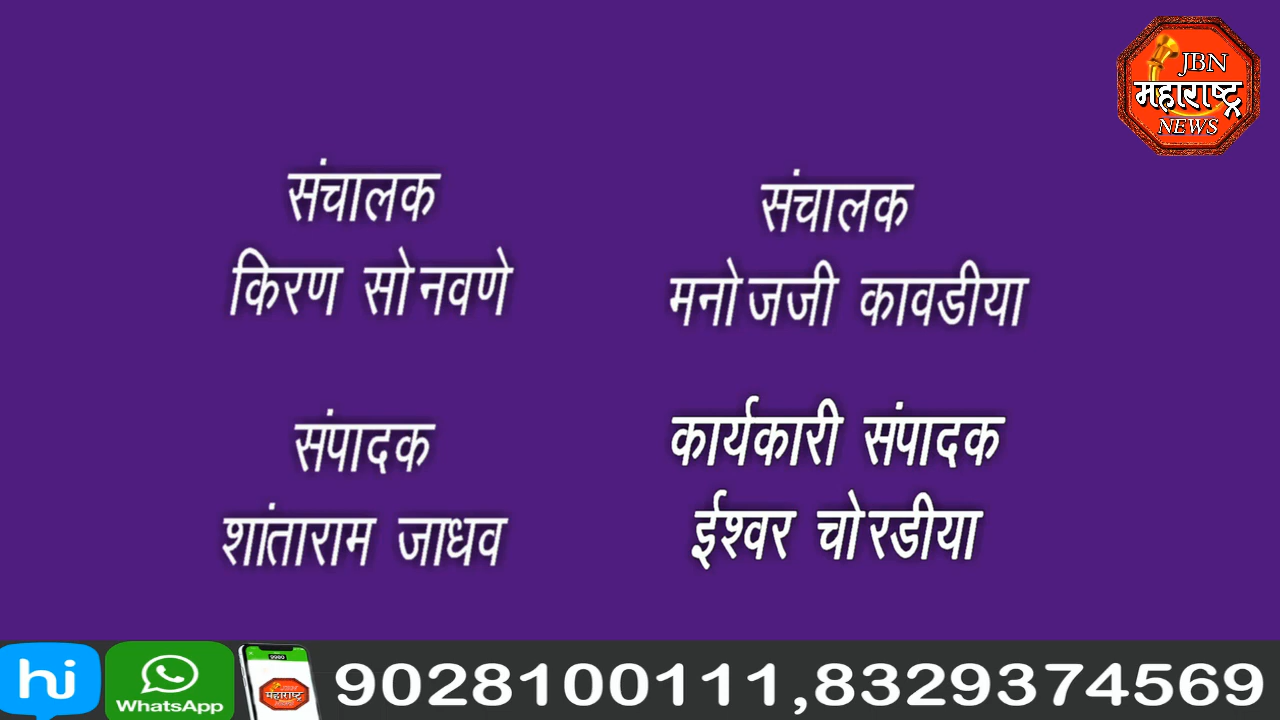 JBN
महाराष्ट्र
NEWS
संचालक
किरण सोनवणे
संचालक
मनोजजी कावडीया
संपादक
शांताराम जाधव
कार्यकारी संपादक
ईश्वर चोरडीया
hi
WhatsApp
महाराष्ट्र
9028100111,8329374569